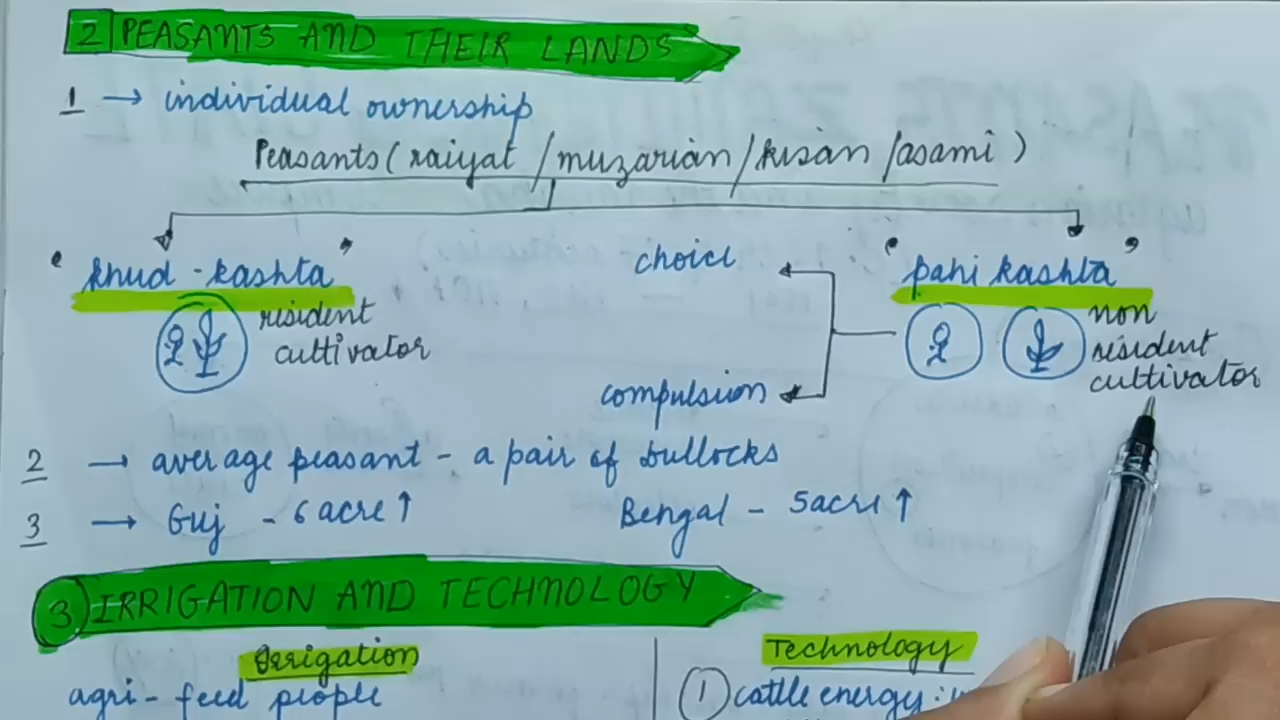 2 PEASANTS AND THEIR LANDS
1 → individual ownership
Peasants (raiyat / muzarian / kisan / asami)
"khud-kashta"
choice
"pahi kashta"
resident
cultivator
non
resident
cultivator
compulsion
2 → average peasant - a pair of bullocks
3 → Guj - 6 acre ↑ Bengal - 5 acre ↑
3 IRRIGATION AND TECHNOLOGY
Irrigation
Technology
agri - feed people
1 cattle energy :